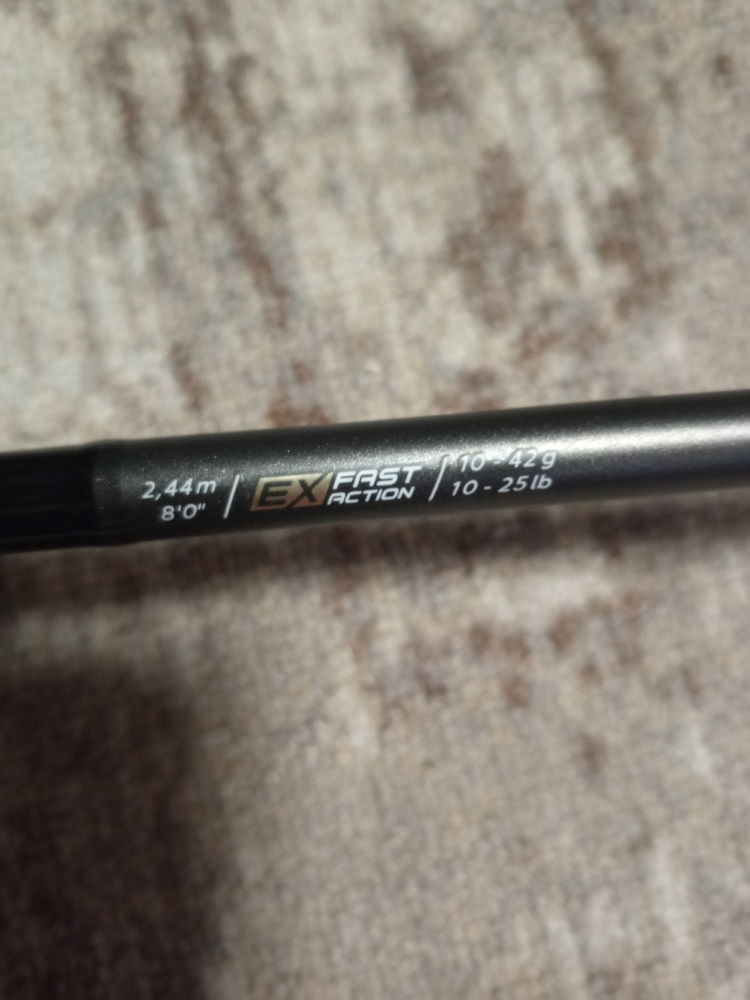 2,44m
8'0"
EX FAST
ACTION
10 - 42g
10 - 25lb